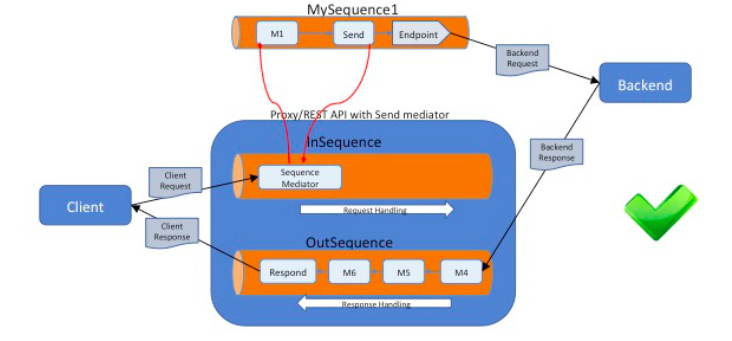 MySequence1
M1
Send
Endpoint
Backend
Request
Backend
Proxy/REST API with Send mediator
InSequence
Backend
Response
Client
Request
Sequence
Mediator
Client
Request Handling
Client
Response
OutSequence
Respond
M6
M5
M4
Response Handling